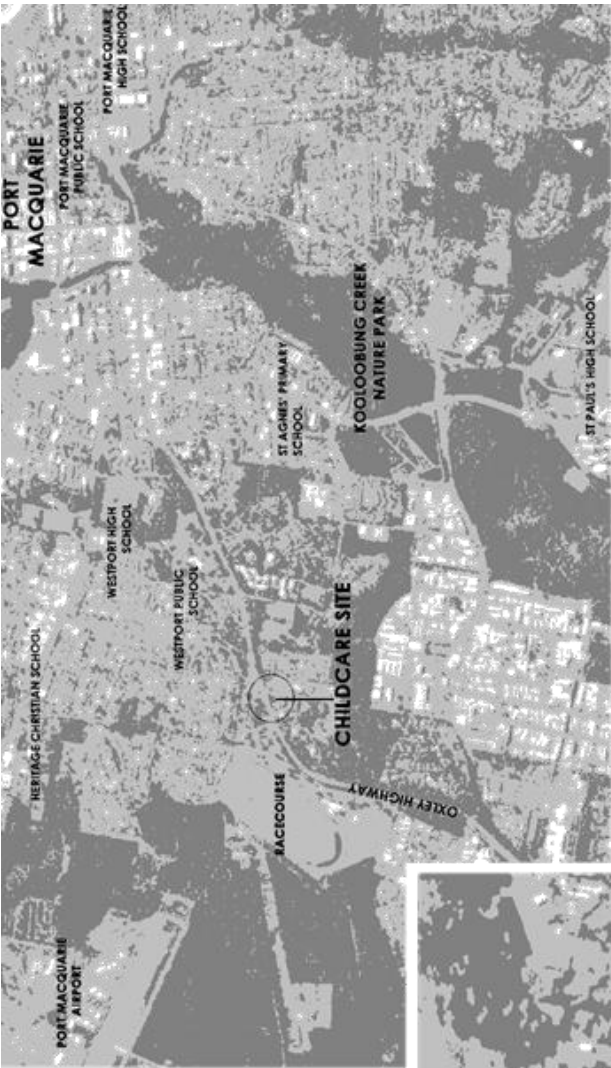 PORT
MACQUARIE
PORT MACQUARIE
PUBLIC SCHOOL
PORT MACQUARIE
HIGH SCHOOL
ST AGNES' PRIMARY
SCHOOL
KOOLOOBUNG CREEK
NATURE PARK
ST PAUL'S HIGH SCHOOL
HERITAGE CHRISTIAN SCHOOL
WESTPORT HIGH
SCHOOL
WESTPORT PUBLIC
SCHOOL
CHILDCARE SITE
RACECOURSE
OXLEY HIGHWAY
PORT MACQUARIE
AIRPORT